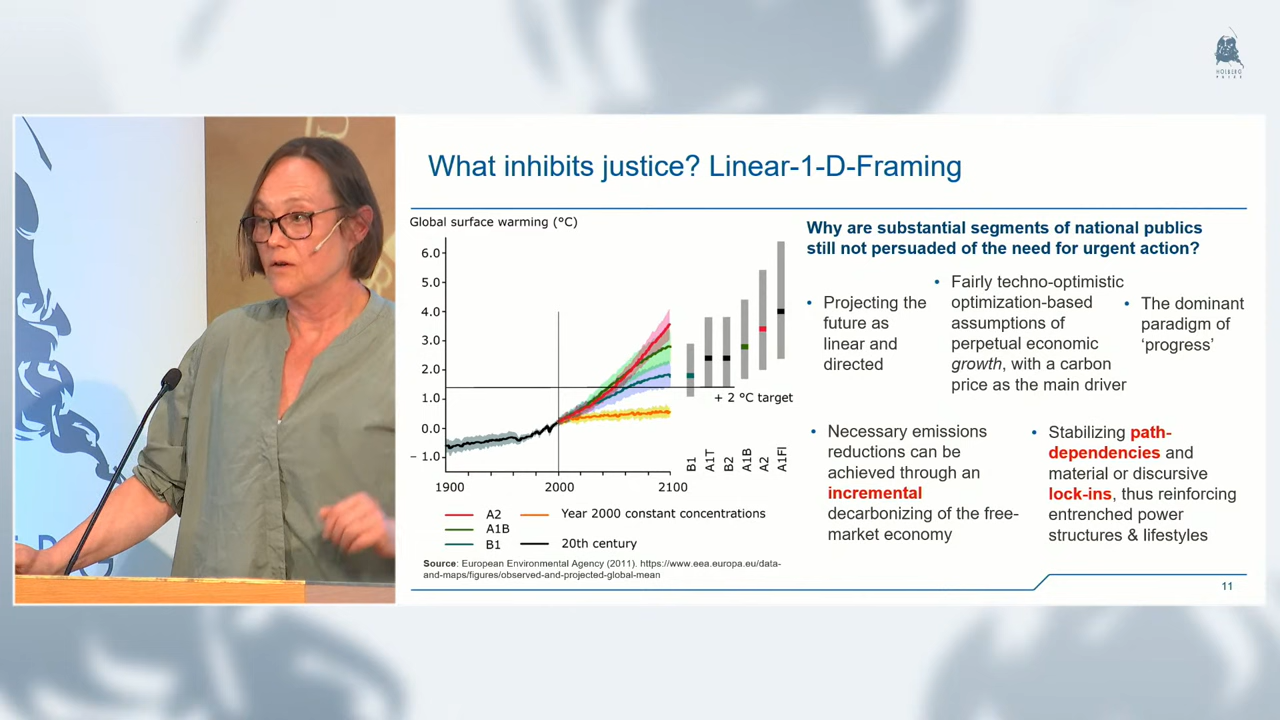 HOLBERG
PRIZE
What inhibits justice? Linear-1-D-Framing
Global surface warming (°C)
6.0
5.0
4.0
3.0
2.0
1.0
0.0
– 1.0
+ 2 °C target
B1
A1T
B2
A1B
A2
A1FI
1900
2000
2100
A2
Year 2000 constant concentrations
A1B
B1
20th century
Source: European Environmental Agency (2011). https://www.eea.europa.eu/data-
and-maps/figures/observed-and-projected-global-mean
Why are substantial segments of national publics
still not persuaded of the need for urgent action?
• Projecting the
future as
linear and
directed
• Fairly techno-optimistic
optimization-based
assumptions of
perpetual economic
growth, with a carbon
price as the main driver
• The dominant
paradigm of
‘progress’
• Necessary emissions
reductions can be
achieved through an
incremental
decarbonizing of the free-
market economy
• Stabilizing path-
dependencies and
material or discursive
lock-ins, thus reinforcing
entrenched power
structures & lifestyles
11